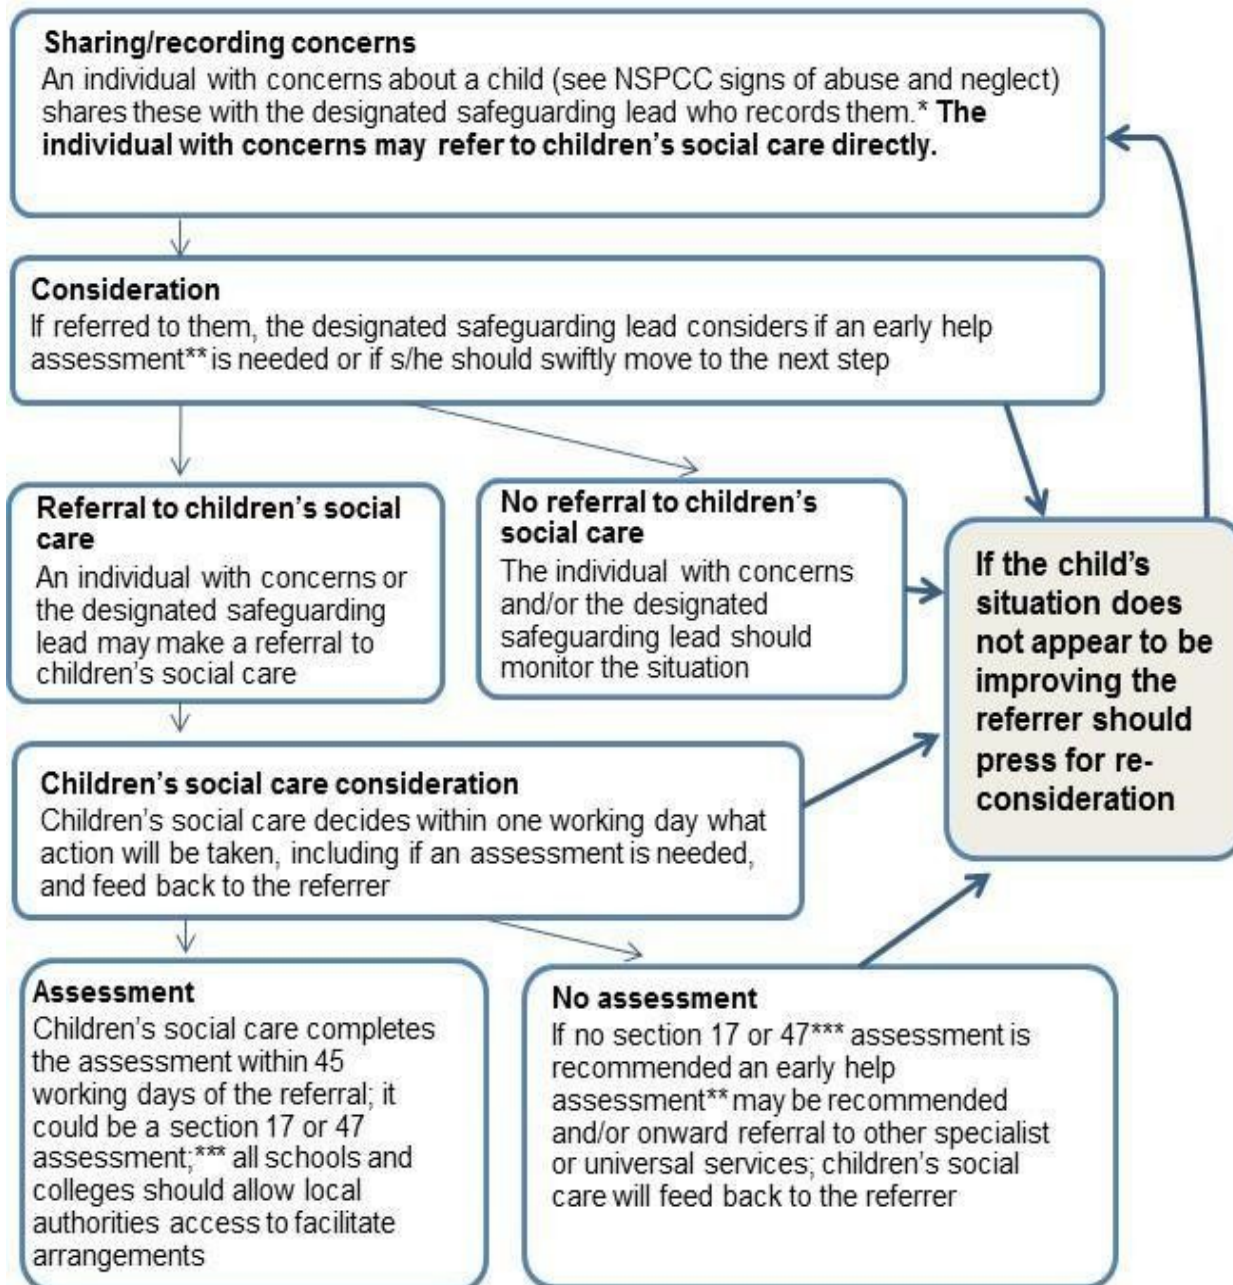 Sharing/recording concerns
An individual with concerns about a child (see NSPCC signs of abuse and neglect)
shares these with the designated safeguarding lead who records them.* The
individual with concerns may refer to children's social care directly.
Consideration
If referred to them, the designated safeguarding lead considers if an early help
assessment** is needed or if s/he should swiftly move to the next step
Referral to children's social
care
An individual with concerns or
the designated safeguarding
lead may make a referral to
children's social care
No referral to children's
social care
The individual with concerns
and/or the designated
safeguarding lead should
monitor the situation
If the child's
situation does
not appear to be
improving the
referrer should
press for re-
consideration
Children's social care consideration
Children's social care decides within one working day what
action will be taken, including if an assessment is needed,
and feed back to the referrer
Assessment
Children's social care completes
the assessment within 45
working days of the referral; it
could be a section 17 or 47
assessment;*** all schools and
colleges should allow local
authorities access to facilitate
arrangements
No assessment
If no section 17 or 47*** assessment is
recommended an early help
assessment** may be recommended
and/or onward referral to other specialist
or universal services; children's social
care will feed back to the referrer